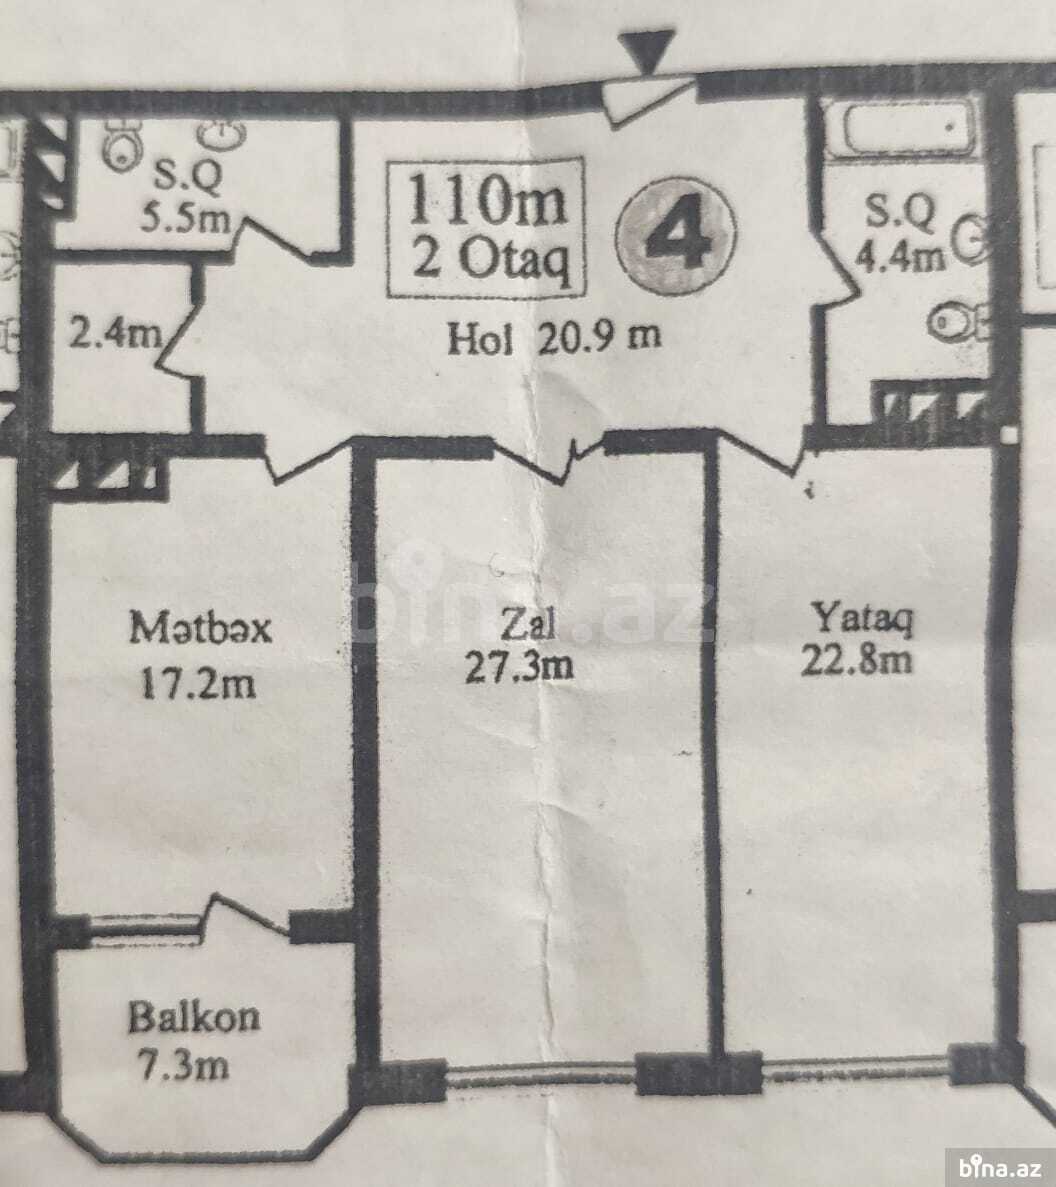 110m
2 Otaq
4
S.Q
5.5m
S.Q
4.4m
2.4m
Hol 20.9 m
Mətbəx
17.2m
Zal
27.3m
Yataq
22.8m
bina.az
Balkon
7.3m
bina.az